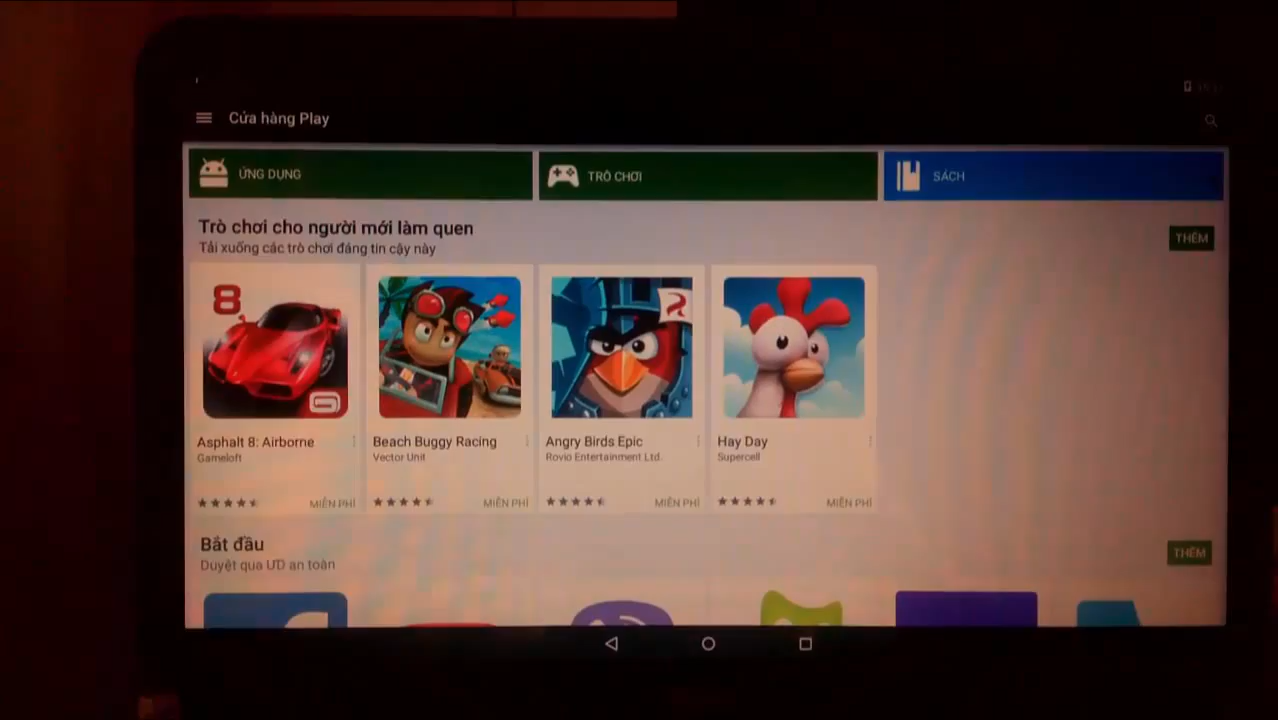 Cửa hàng Play
ỨNG DỤNG
TRÒ CHƠI
SÁCH
Trò chơi cho người mới làm quen
Tải xuống các trò chơi đáng tin cậy này
THÊM
8
Asphalt 8: Airborne
Gameloft
MIỄN PHÍ
Beach Buggy Racing
Vector Unit
MIỄN PHÍ
Angry Birds Epic
Rovio Entertainment Ltd.
MIỄN PHÍ
Hay Day
Supercell
MIỄN PHÍ
Bắt đầu
Duyệt qua ƯD an toàn
THÊM